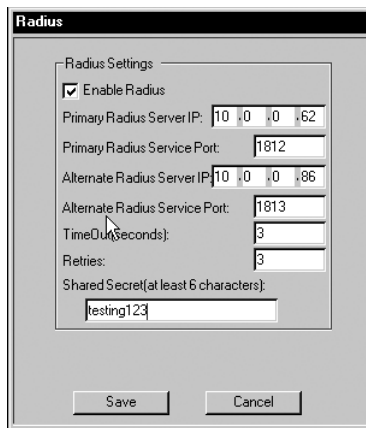 Radius
Radius Settings
Enable Radius
Primary Radius Server IP: 10 .0 .0 .62
Primary Radius Service Port: 1812
Alternate Radius Server IP: 10 .0 .0 .86
Alternate Radius Service Port: 1813
TimeOut(seconds): 3
Retries: 3
Shared Secret(at least 6 characters):
testing123
Save Cancel